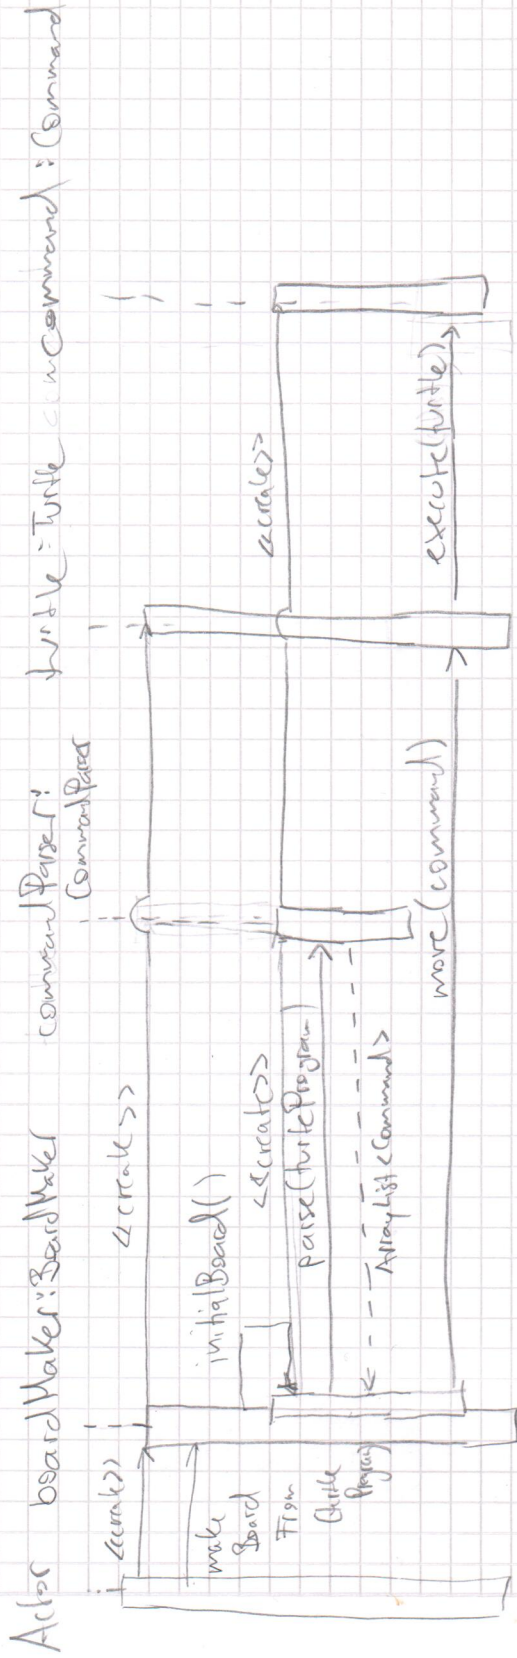 Actor
boardMaker:BoardMaker
commandParser:
CommandParser
turtle:Turtle
command:Command
<<create>>
<<create>>
make
Board
From
turtle
Program
initialBoard()
<<create>>
<<create>>
parse(turtleProgram)
ArrayList<Command>
move(command)
execute(turtle)